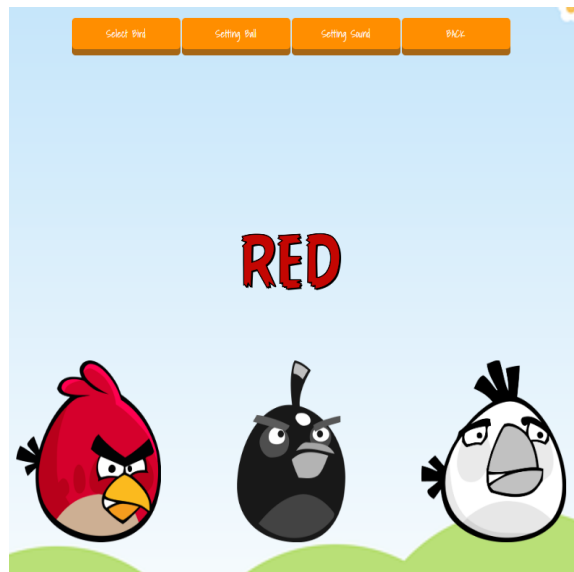 Select Bird
Setting Ball
Setting Sound
BACK
RED